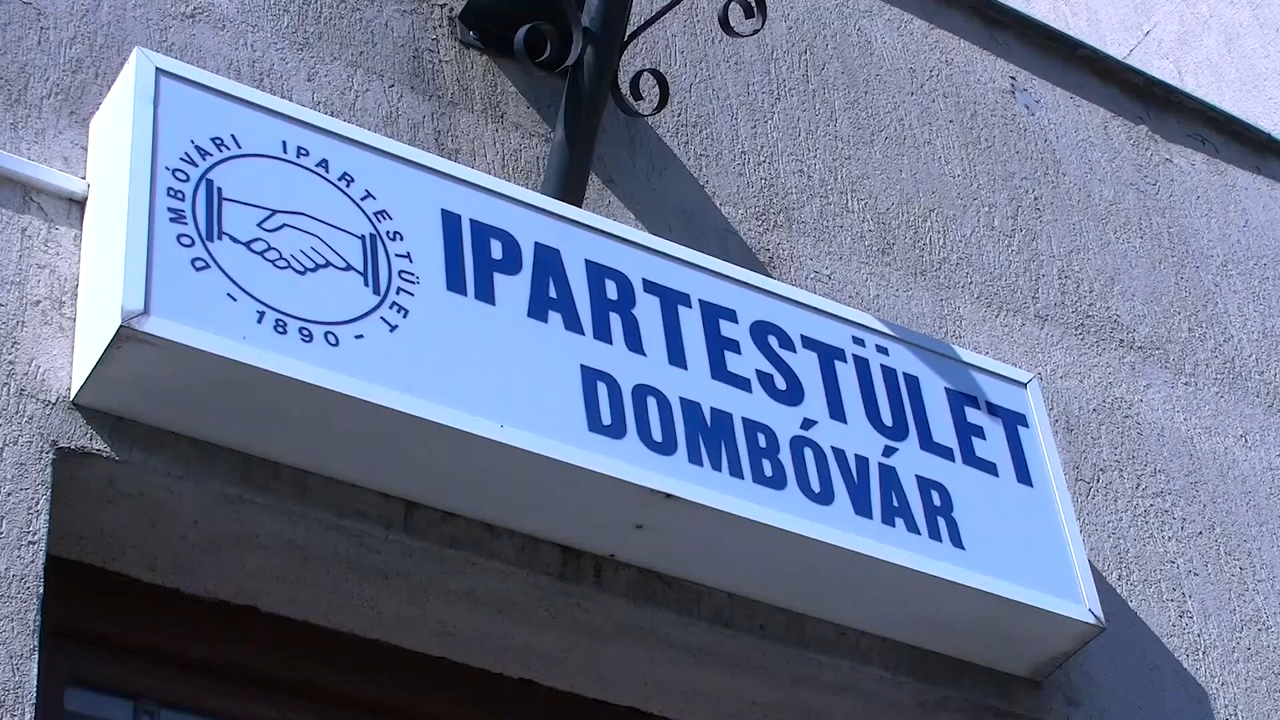 DOMBÓVÁRI IPARTESTÜLET
- 1890 -
IPARTESTÜLET
DOMBÓVÁR